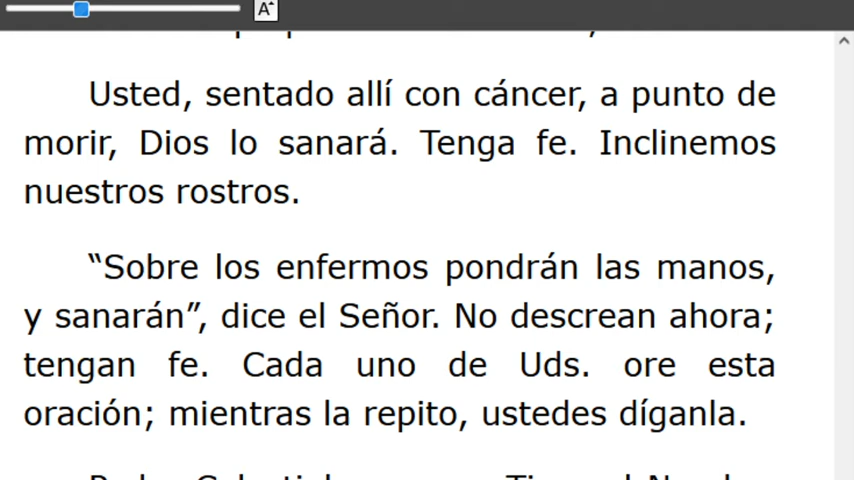 A
Usted, sentado allí con cáncer, a punto de
morir, Dios lo sanará. Tenga fe. Inclinemos
nuestros rostros.
“Sobre los enfermos pondrán las manos,
y sanarán”, dice el Señor. No descrean ahora;
tengan fe. Cada uno de Uds. ore esta
oración; mientras la repito, ustedes díganla.